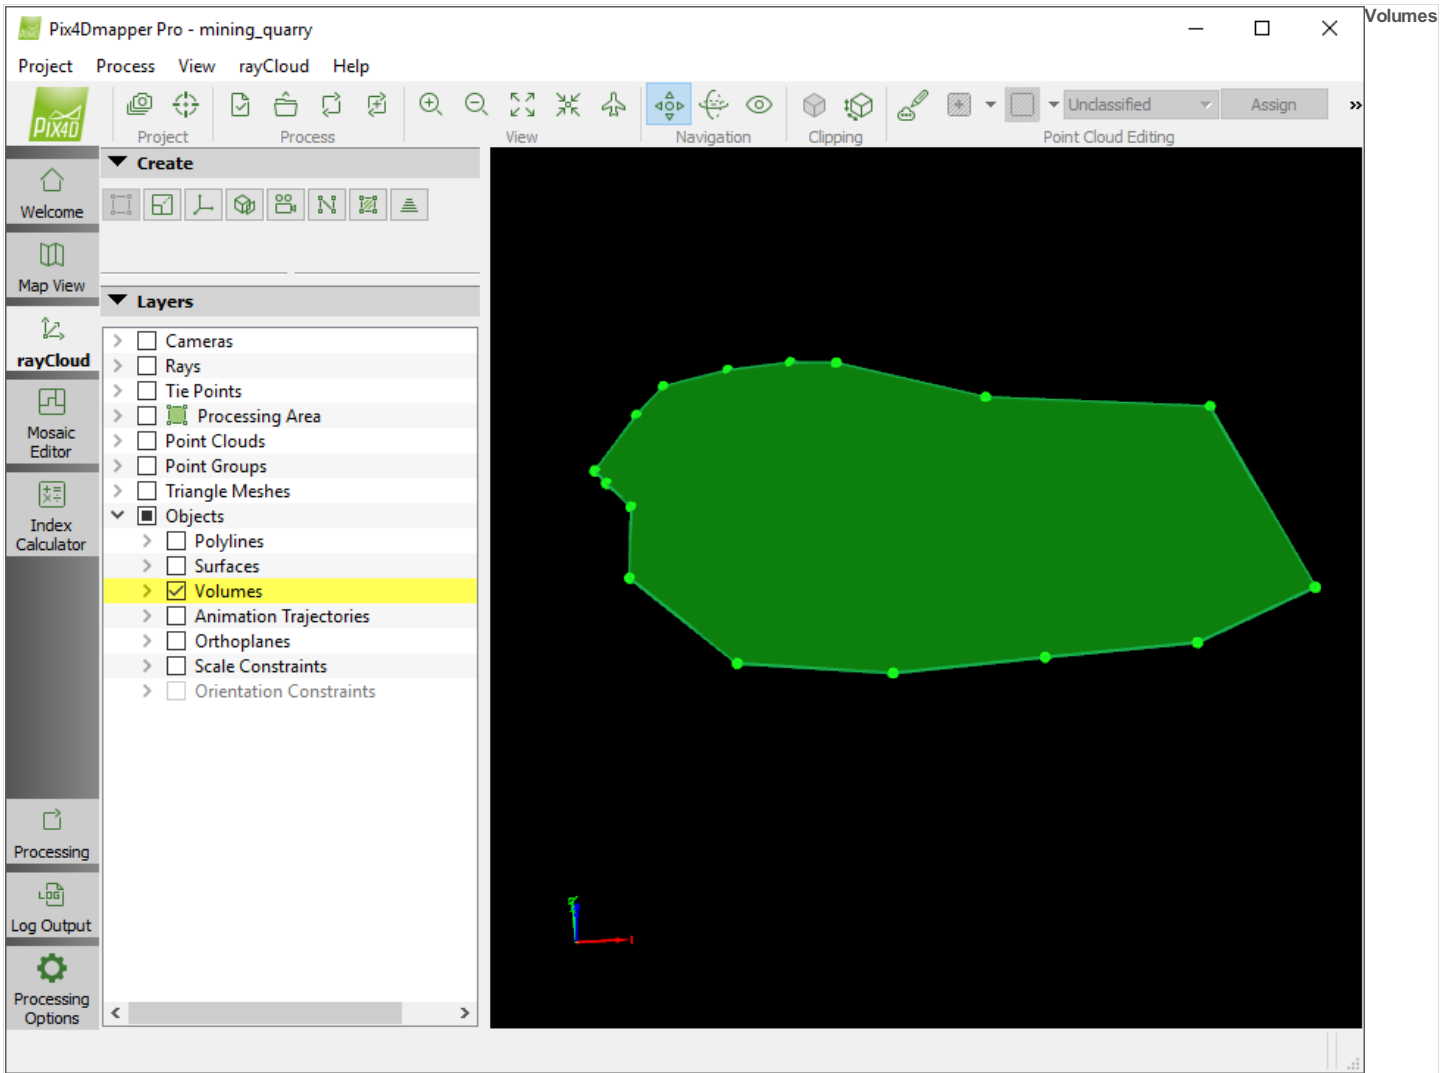 Pix4Dmapper Pro - mining_quarry
Volumes
Project Process View rayCloud Help
PIX4D
Unclassified Assign »
Project Process View Navigation Clipping Point Cloud Editing
Create
Welcome
Map View
rayCloud
Mosaic
Editor
Index
Calculator
Layers
Cameras
Rays
Tie Points
Processing Area
Point Clouds
Point Groups
Triangle Meshes
Objects
Polylines
Surfaces
Volumes
Animation Trajectories
Orthoplanes
Scale Constraints
Orientation Constraints
Processing
LOG
Log Output
Processing
Options